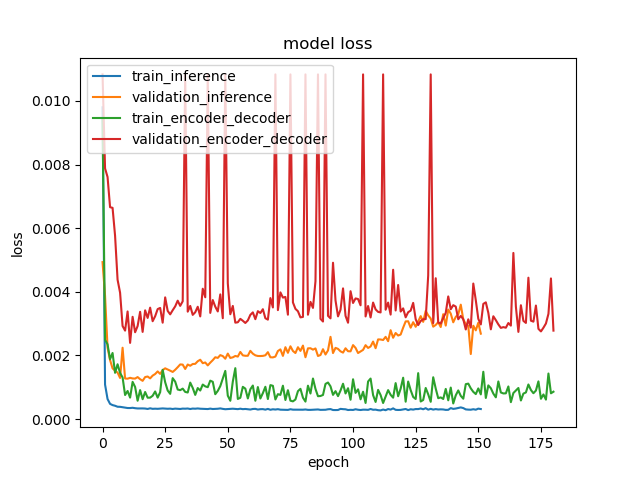 model loss
train_inference
validation_inference
train_encoder_decoder
validation_encoder_decoder
0.010
0.008
0.006
0.004
0.002
0.000
loss
0 25 50 75 100 125 150 175
epoch